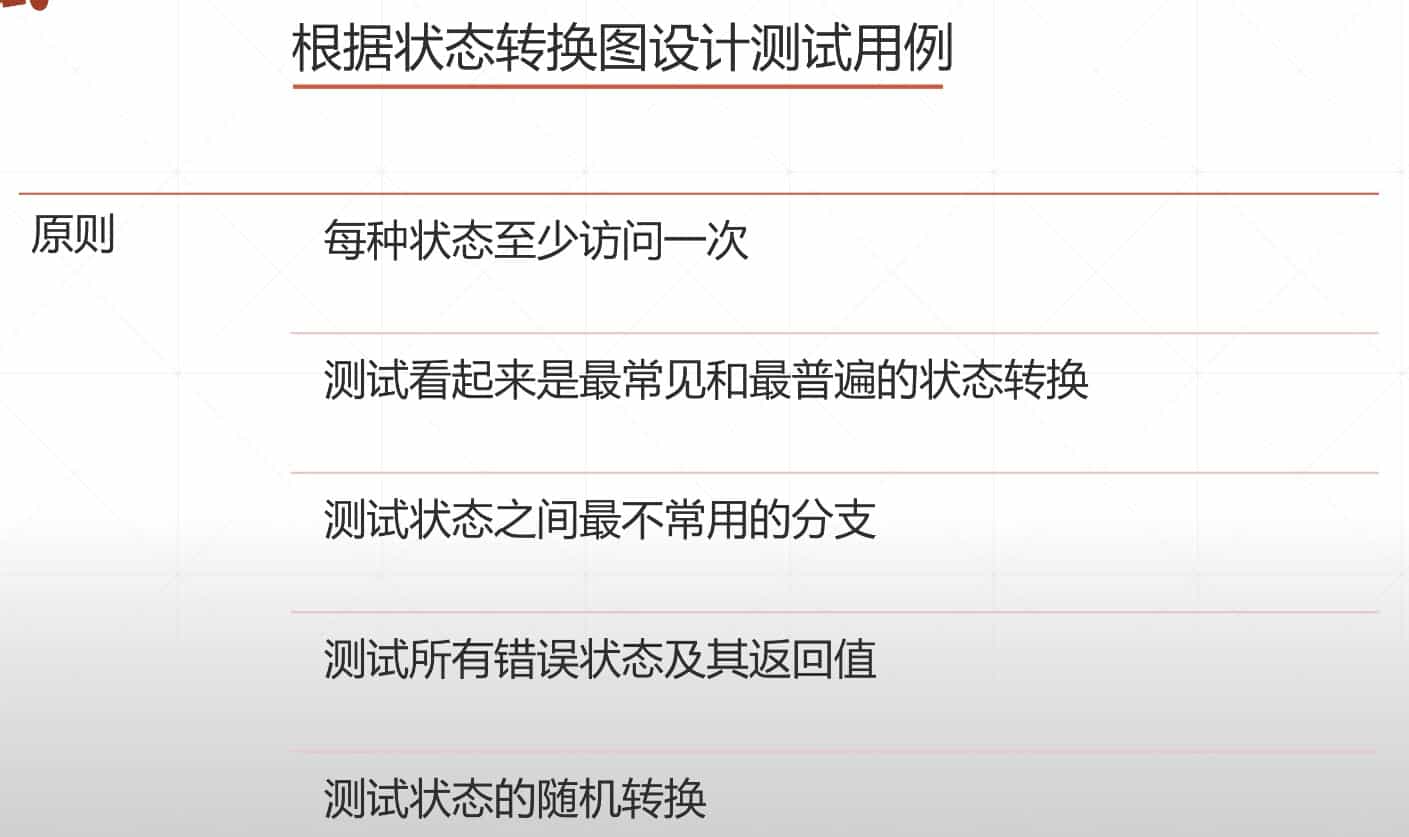 根据状态转换图设计测试用例
原则
每种状态至少访问一次
测试看起来是最常见和最普遍的状态转换
测试状态之间最不常用的分支
测试所有错误状态及其返回值
测试状态的随机转换